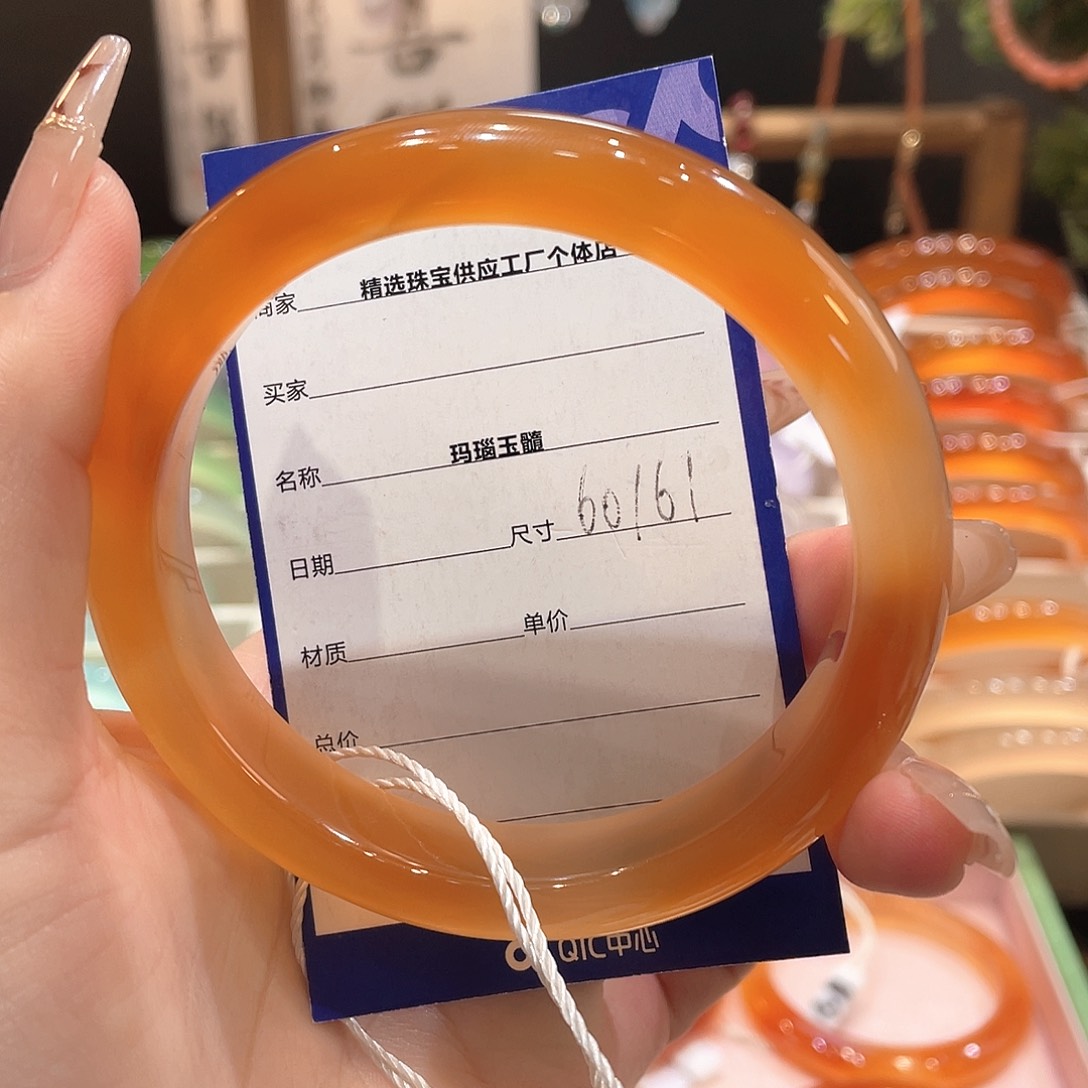 商家 精选珠宝供应工厂个体店
买家
名称 玛瑙玉髓
日期 尺寸 60/61
材质 单价
总价
QIC中心